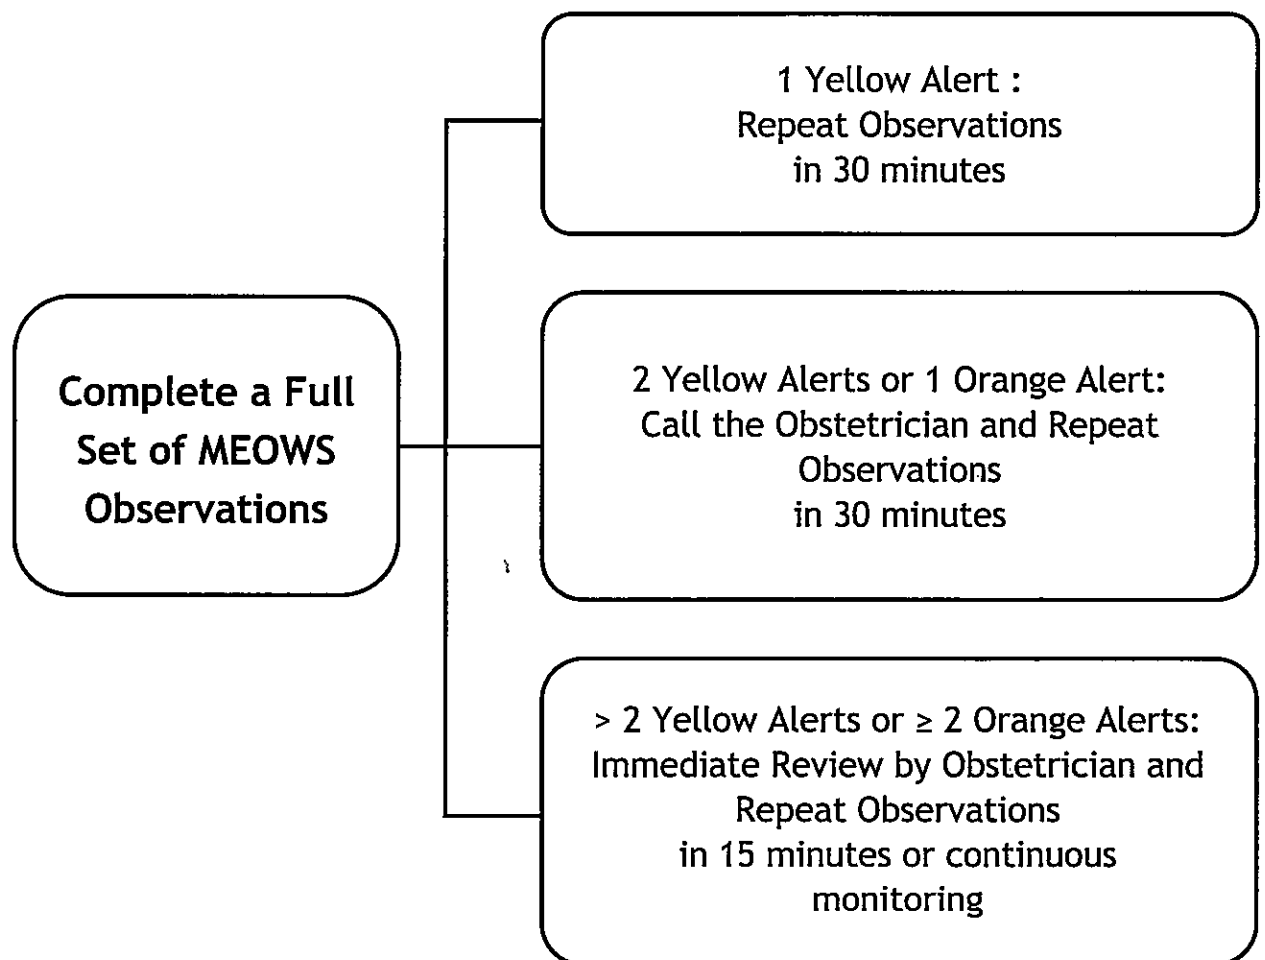 1 Yellow Alert :
Repeat Observations
in 30 minutes
Complete a Full
Set of MEOWS
Observations
2 Yellow Alerts or 1 Orange Alert:
Call the Obstetrician and Repeat
Observations
in 30 minutes
> 2 Yellow Alerts or ≥ 2 Orange Alerts:
Immediate Review by Obstetrician and
Repeat Observations
in 15 minutes or continuous
monitoring